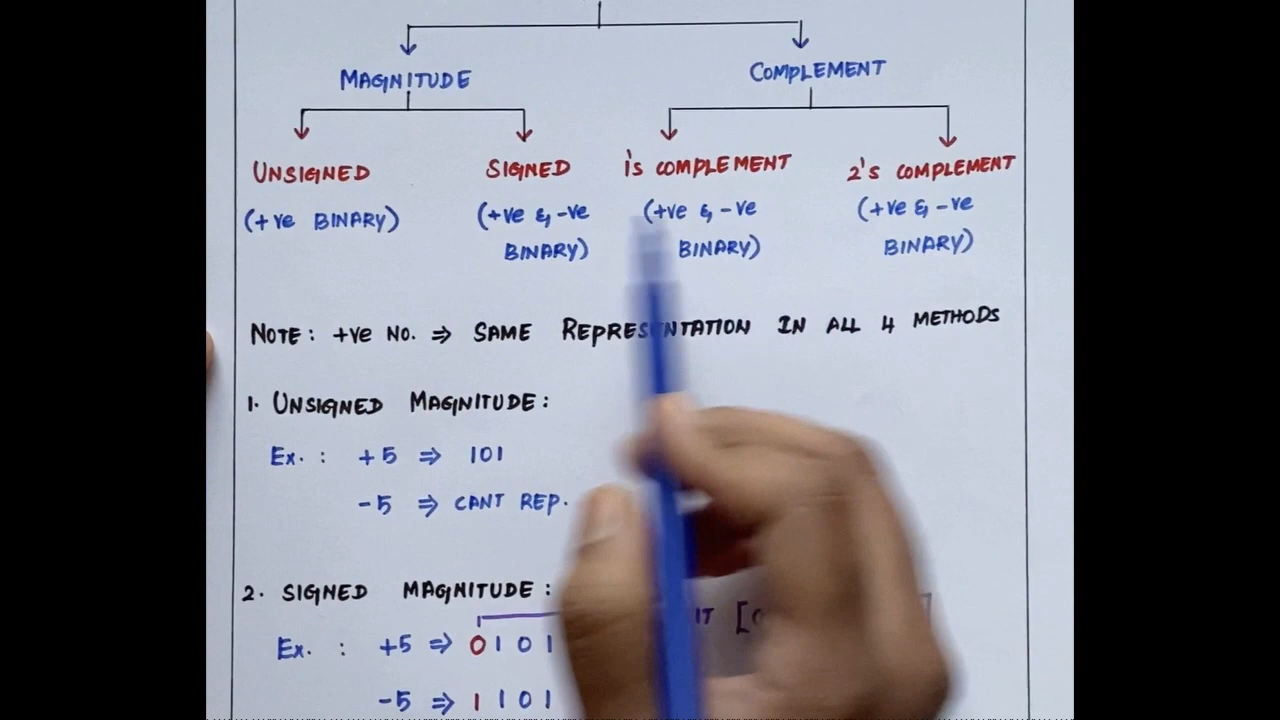 MAGNITUDE COMPLEMENT
UNSIGNED SIGNED 1's COMPLEMENT 2's COMPLEMENT
(+ve BINARY) (+ve & -ve (+ve & -ve (+ve & -ve
BINARY) BINARY) BINARY)
NOTE: +ve NO. ⇒ SAME REPRESENTATION IN ALL 4 METHODS
1. UNSIGNED MAGNITUDE:
Ex. : +5 ⇒ 101
-5 ⇒ CANT REP.
2. SIGNED MAGNITUDE:
Ex. : +5 ⇒ 0101
-5 ⇒ 1101